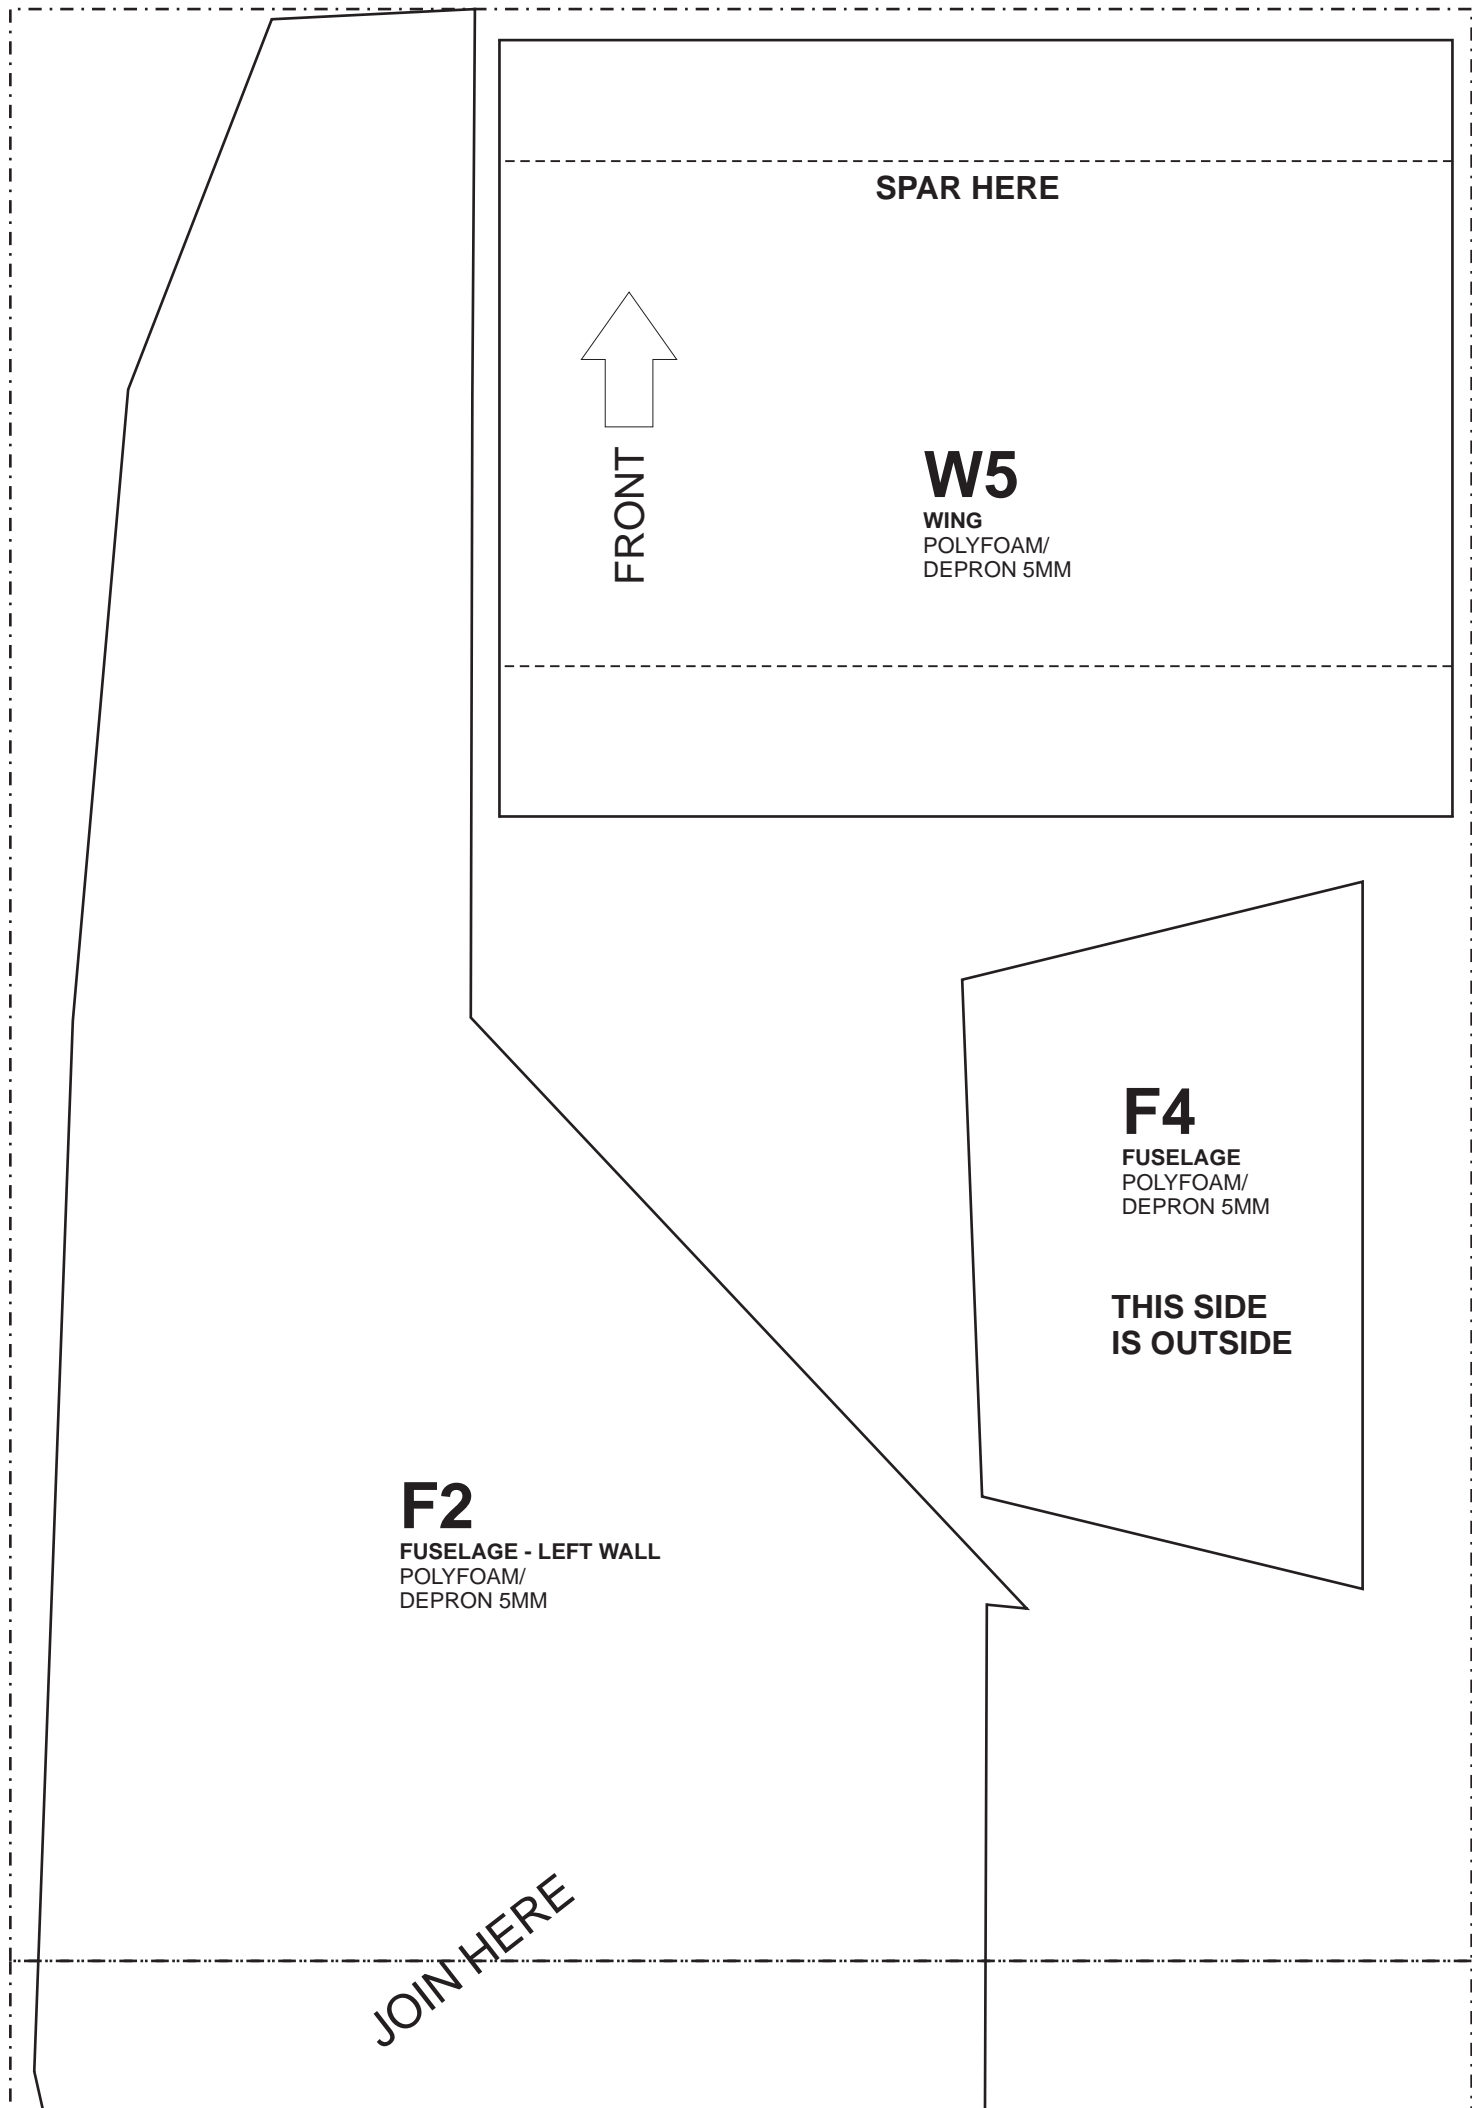 SPAR HERE
FRONT
W5
WING
POLYFOAM/
DEPRON 5MM
F4
FUSELAGE
POLYFOAM/
DEPRON 5MM
THIS SIDE
IS OUTSIDE
F2
FUSELAGE - LEFT WALL
POLYFOAM/
DEPRON 5MM
JOIN HERE